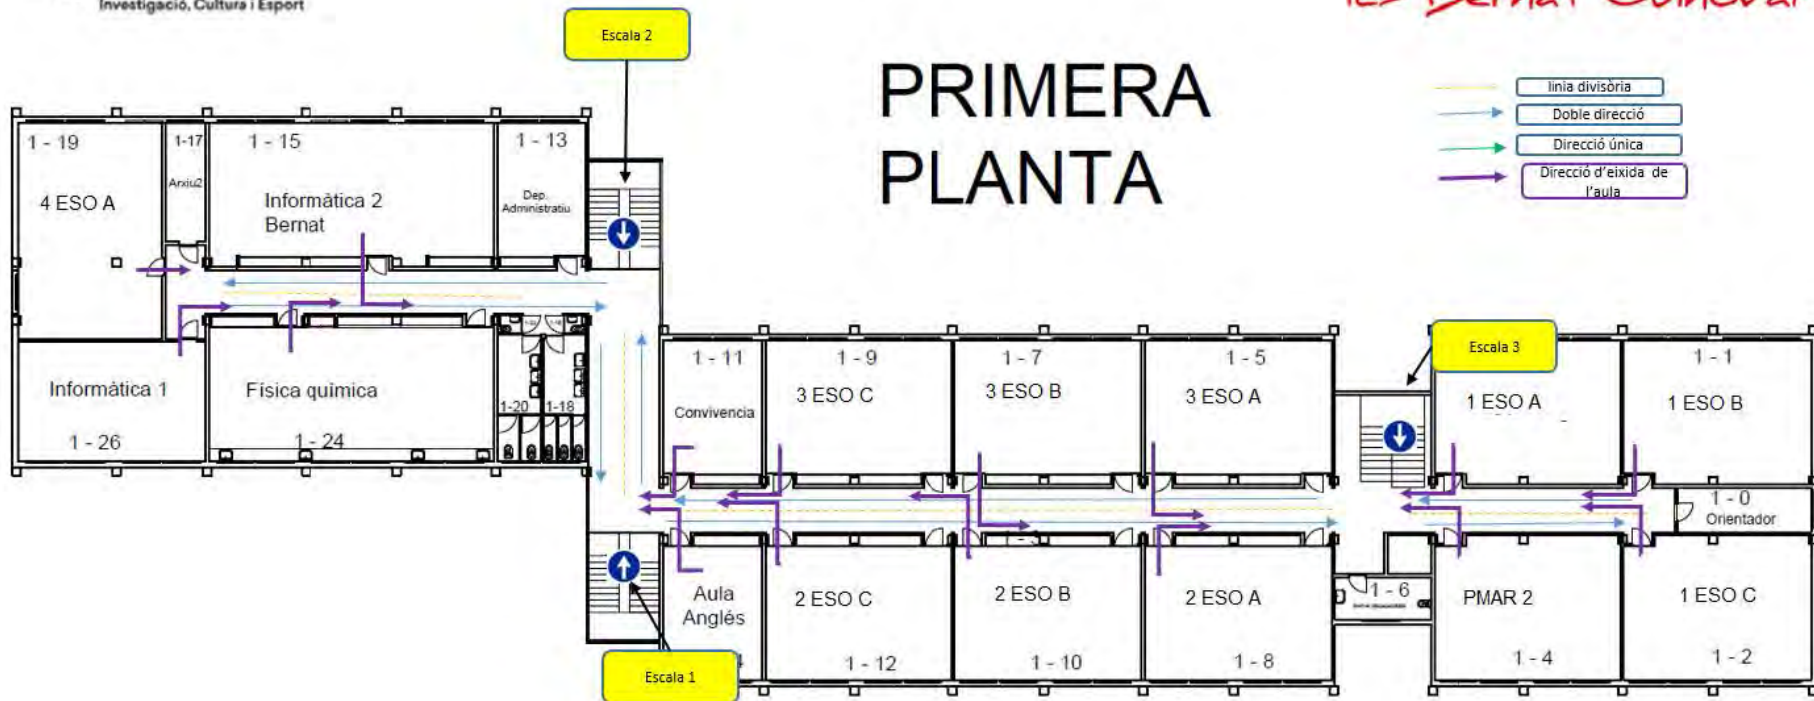 Investigació, Cultura i Esport
Escala 2
PRIMERA
PLANTA
linia divisòria
Doble direcció
Direcció única
Direcció d'eixida de
l'aula
1 - 19
4 ESO A
1-17
Arxiu2
1 - 15
Informàtica 2
Bernat
1 - 13
Dep.
Administratiu
Informàtica 1
1 - 26
Física química
1 - 24
1-20
1-18
1 - 11
Convivencia
1 - 9
3 ESO C
1 - 7
3 ESO B
1 - 5
3 ESO A
Escala 3
1 ESO A
1 - 1
1 ESO B
1 - 0
Orientador
Aula
Anglés
Escala 1
2 ESO C
1 - 12
2 ESO B
1 - 10
2 ESO A
1 - 8
1 - 6
PMAR 2
1 - 4
1 ESO C
1 - 2